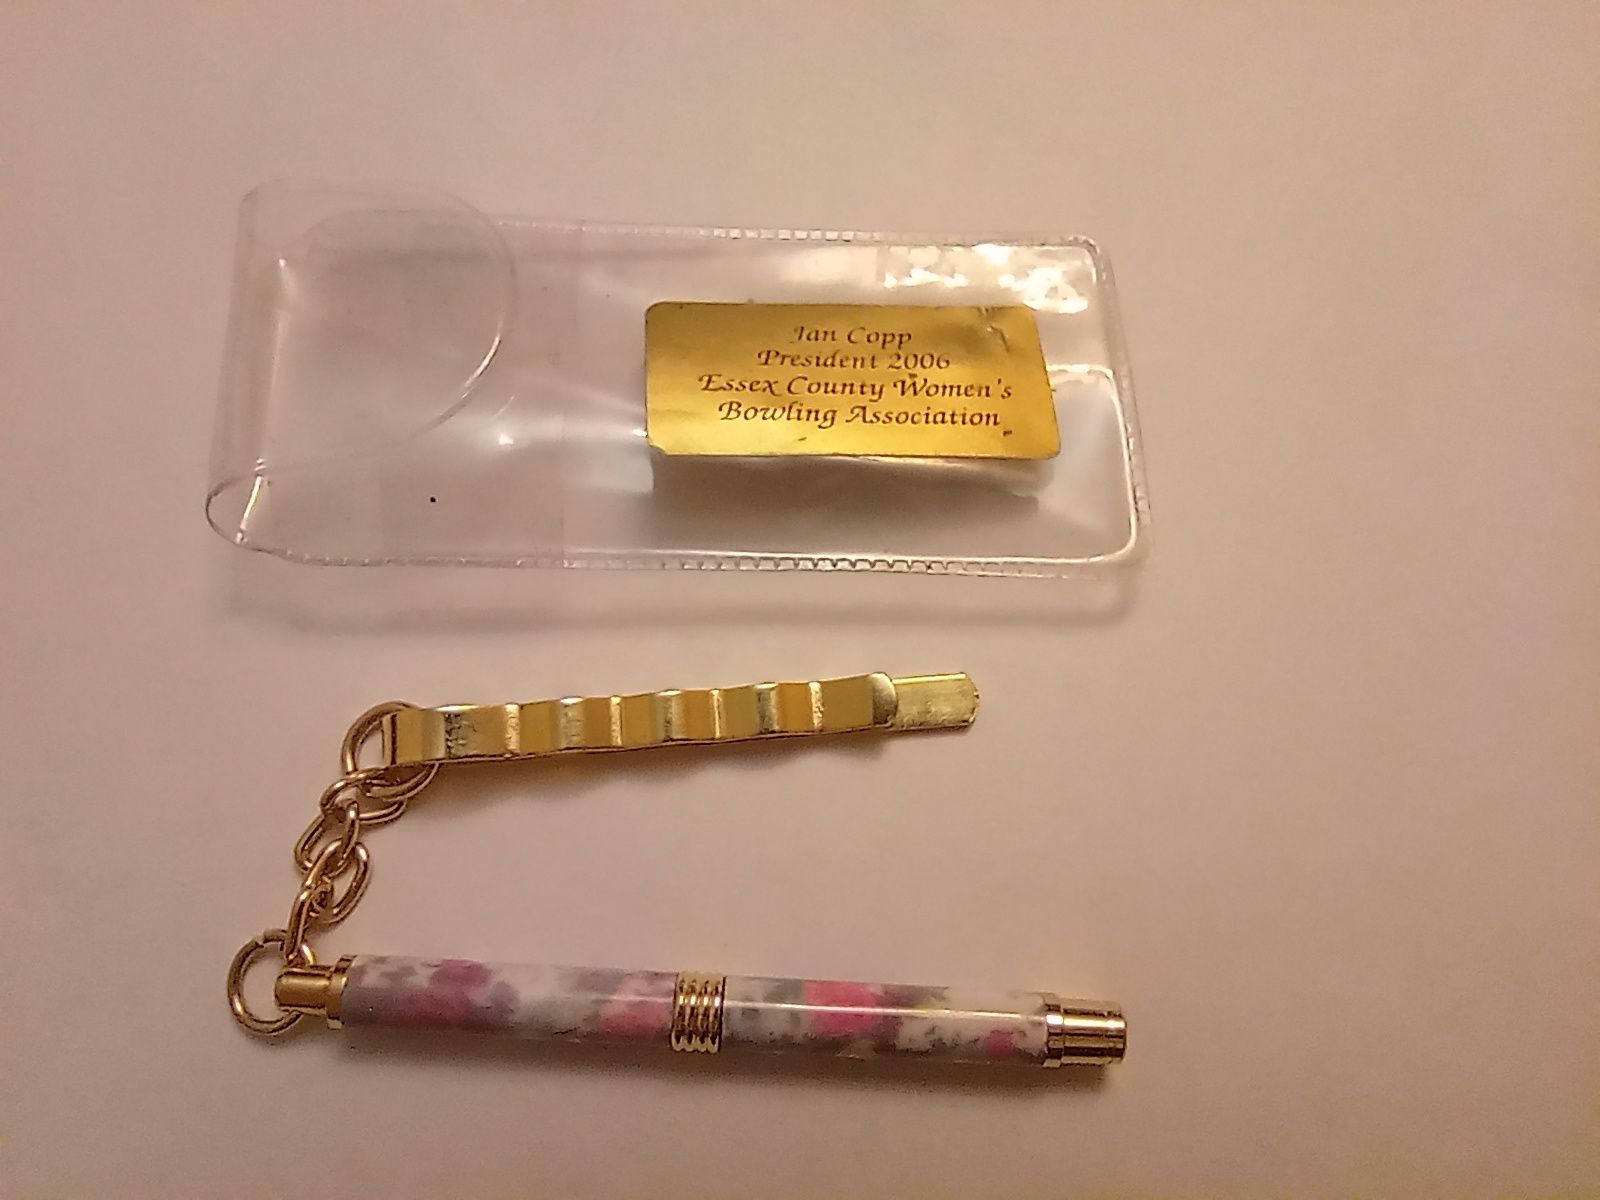 Jan Copp
President 2006
Essex County Women's
Bowling Association